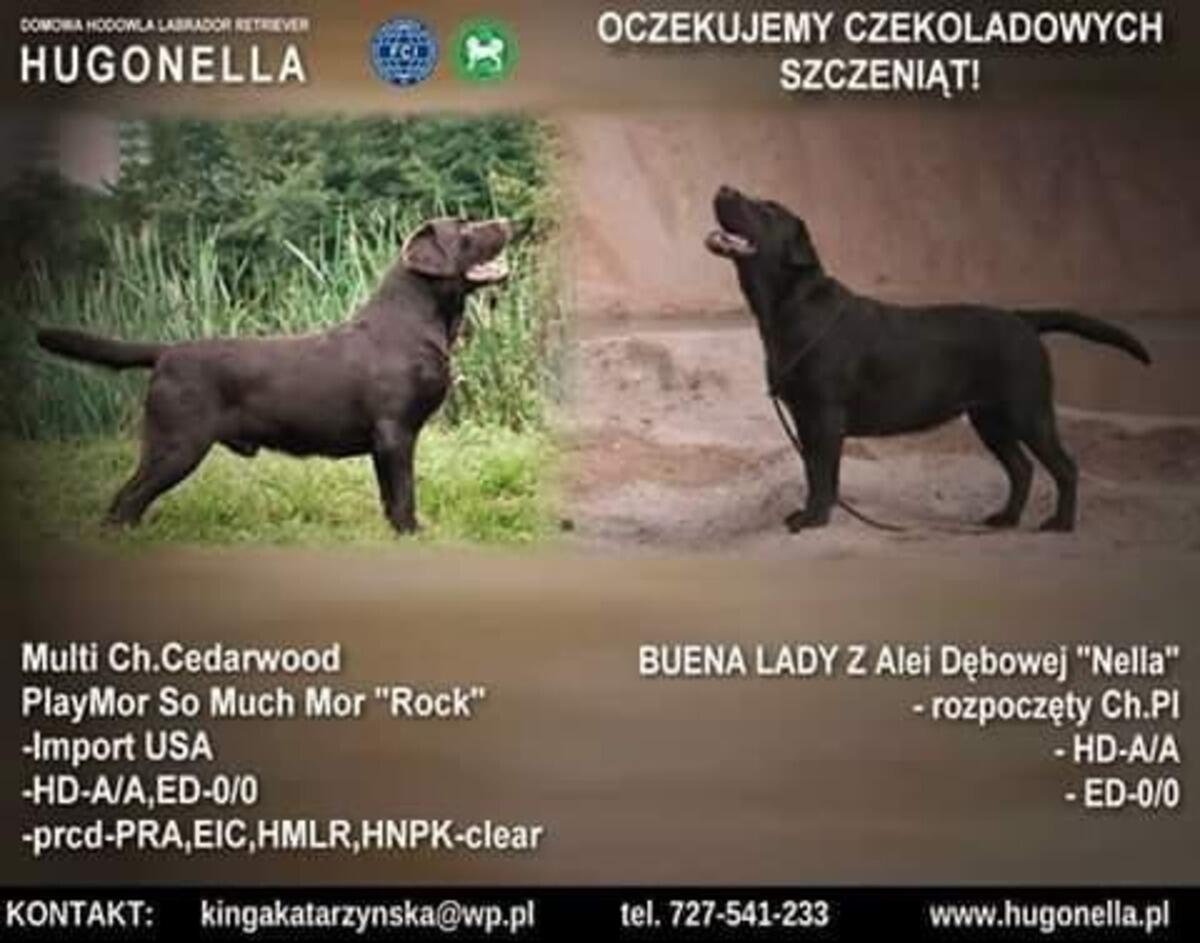 DOMOWA HODOWLA LABRADOR RETRIEVER
HUGONELLA
FCI
OCZEKUJEMY CZEKOLADOWYCH
SZCZENIĄT!
Multi Ch.Cedarwood
PlayMor So Much Mor "Rock"
-Import USA
-HD-A/A,ED-0/0
-prcd-PRA,EIC,HMLR,HNPK-clear
BUENA LADY Z Alei Dębowej "Nella"
- rozpoczęty Ch.Pl
- HD-A/A
- ED-0/0
KONTAKT: kingakatarzynska@wp.pl tel. 727-541-233 www.hugonella.pl